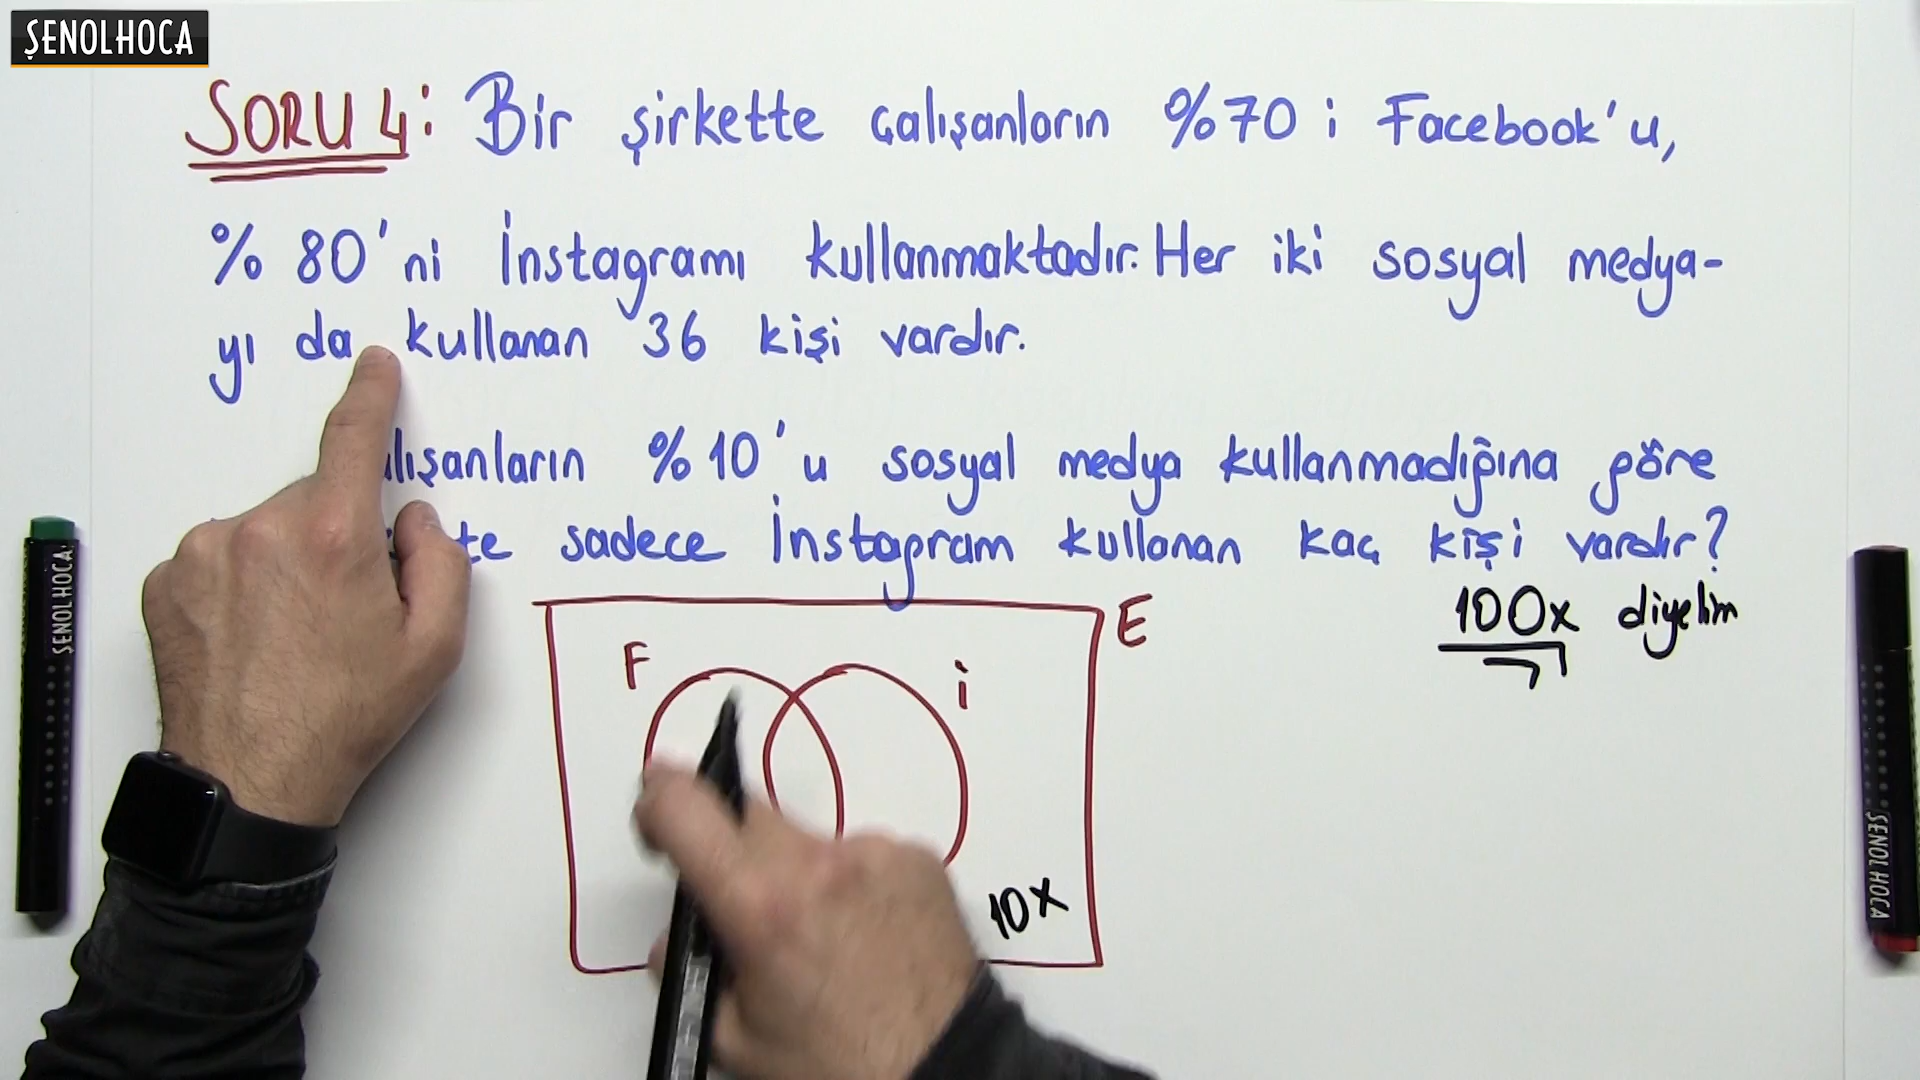 ŞENOLHOCA
SORU 4: Bir şirkette çalışanların %70 i Facebook'u,
% 80'ni İnstagramı kullanmaktadır. Her iki sosyal medya-
yı da kullanan 36 kişi vardır.
%10'u sosyal medya kullanmadığına göre
sadece İnstagram kullanan kaç kişi vardır?
100x diyelim
E
F
i
10x
ŞENOLHOCA
ŞENOLHOCA